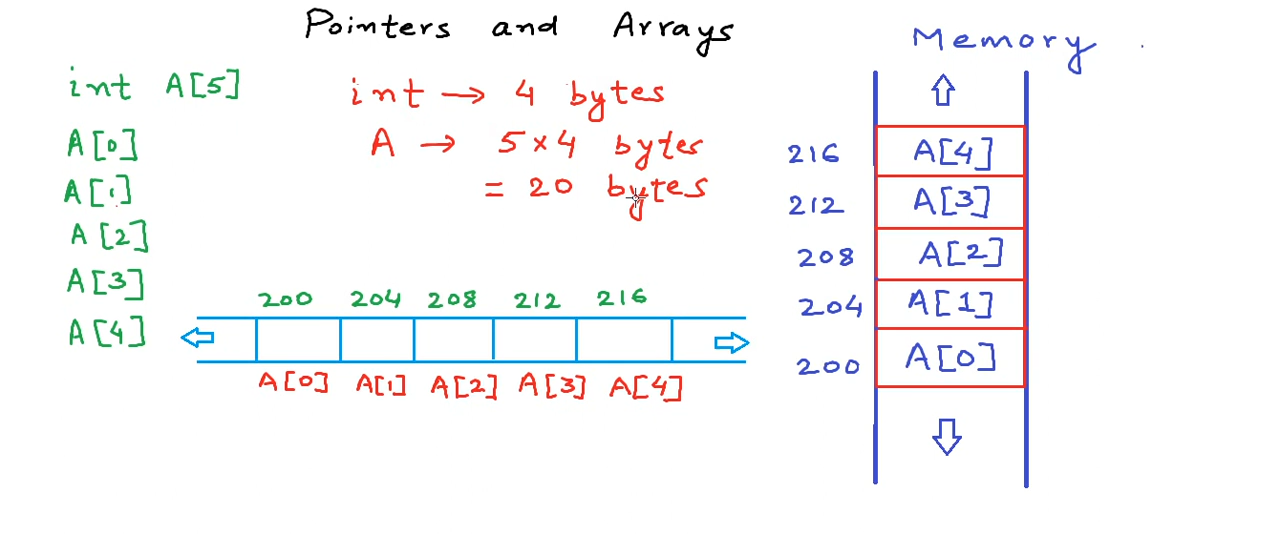 Pointers and Arrays
int A[5]
A[0]
A[1]
A[2]
A[3]
A[4]
int → 4 bytes
A → 5 × 4 bytes
= 20 bytes
200 204 208 212 216
A[0] A[1] A[2] A[3] A[4]
Memory
216 A[4]
212 A[3]
208 A[2]
204 A[1]
200 A[0]